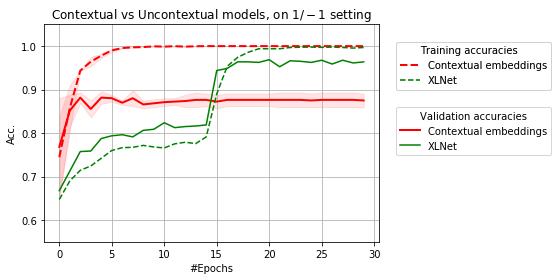 Contextual vs Uncontextual models, on 1/ − 1 setting
1.0
0.9
0.8
0.7
0.6
Acc.
0 5 10 15 20 25 30
#Epochs
Training accuracies
Contextual embeddings
XLNet
Validation accuracies
Contextual embeddings
XLNet